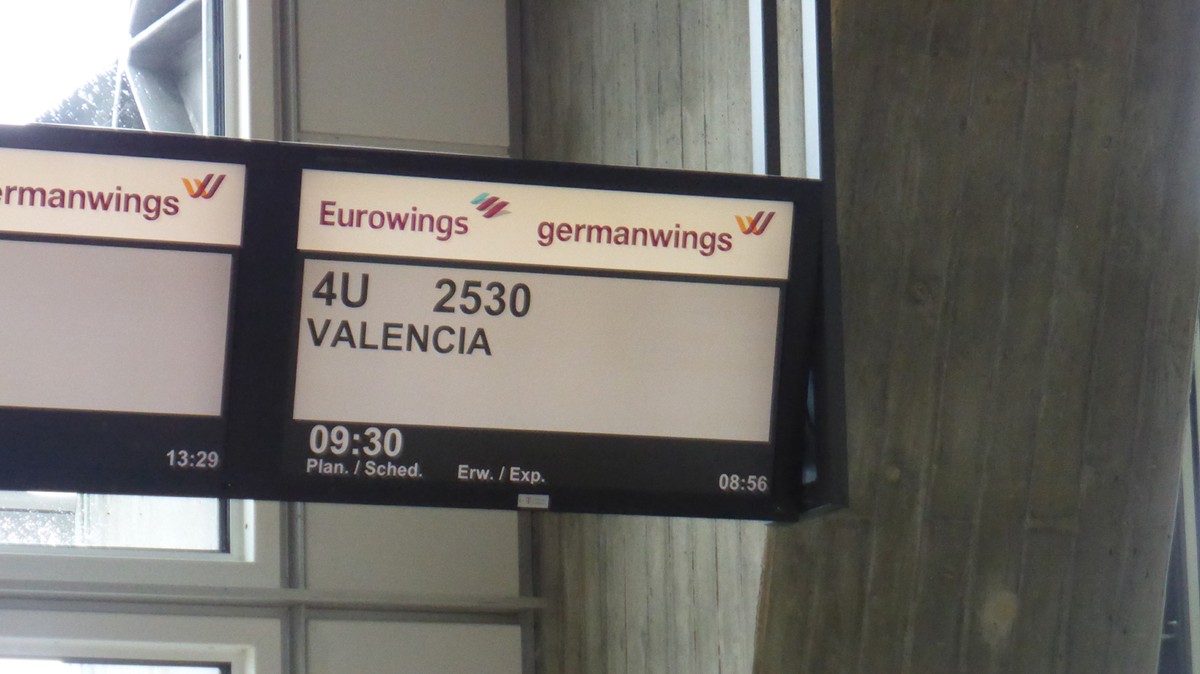 ermanwings
13:29
Eurowings germanwings
4U 2530
VALENCIA
09:30
Plan. / Sched. Erw. / Exp.
08:56